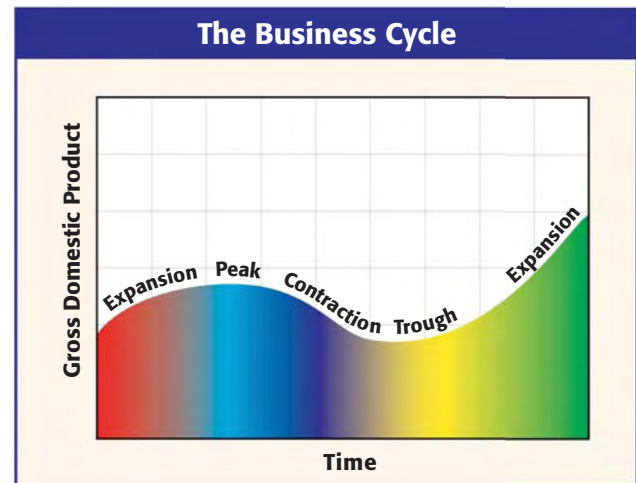 The Business Cycle
Gross Domestic Product
Expansion
Peak
Contraction
Trough
Expansion
Time